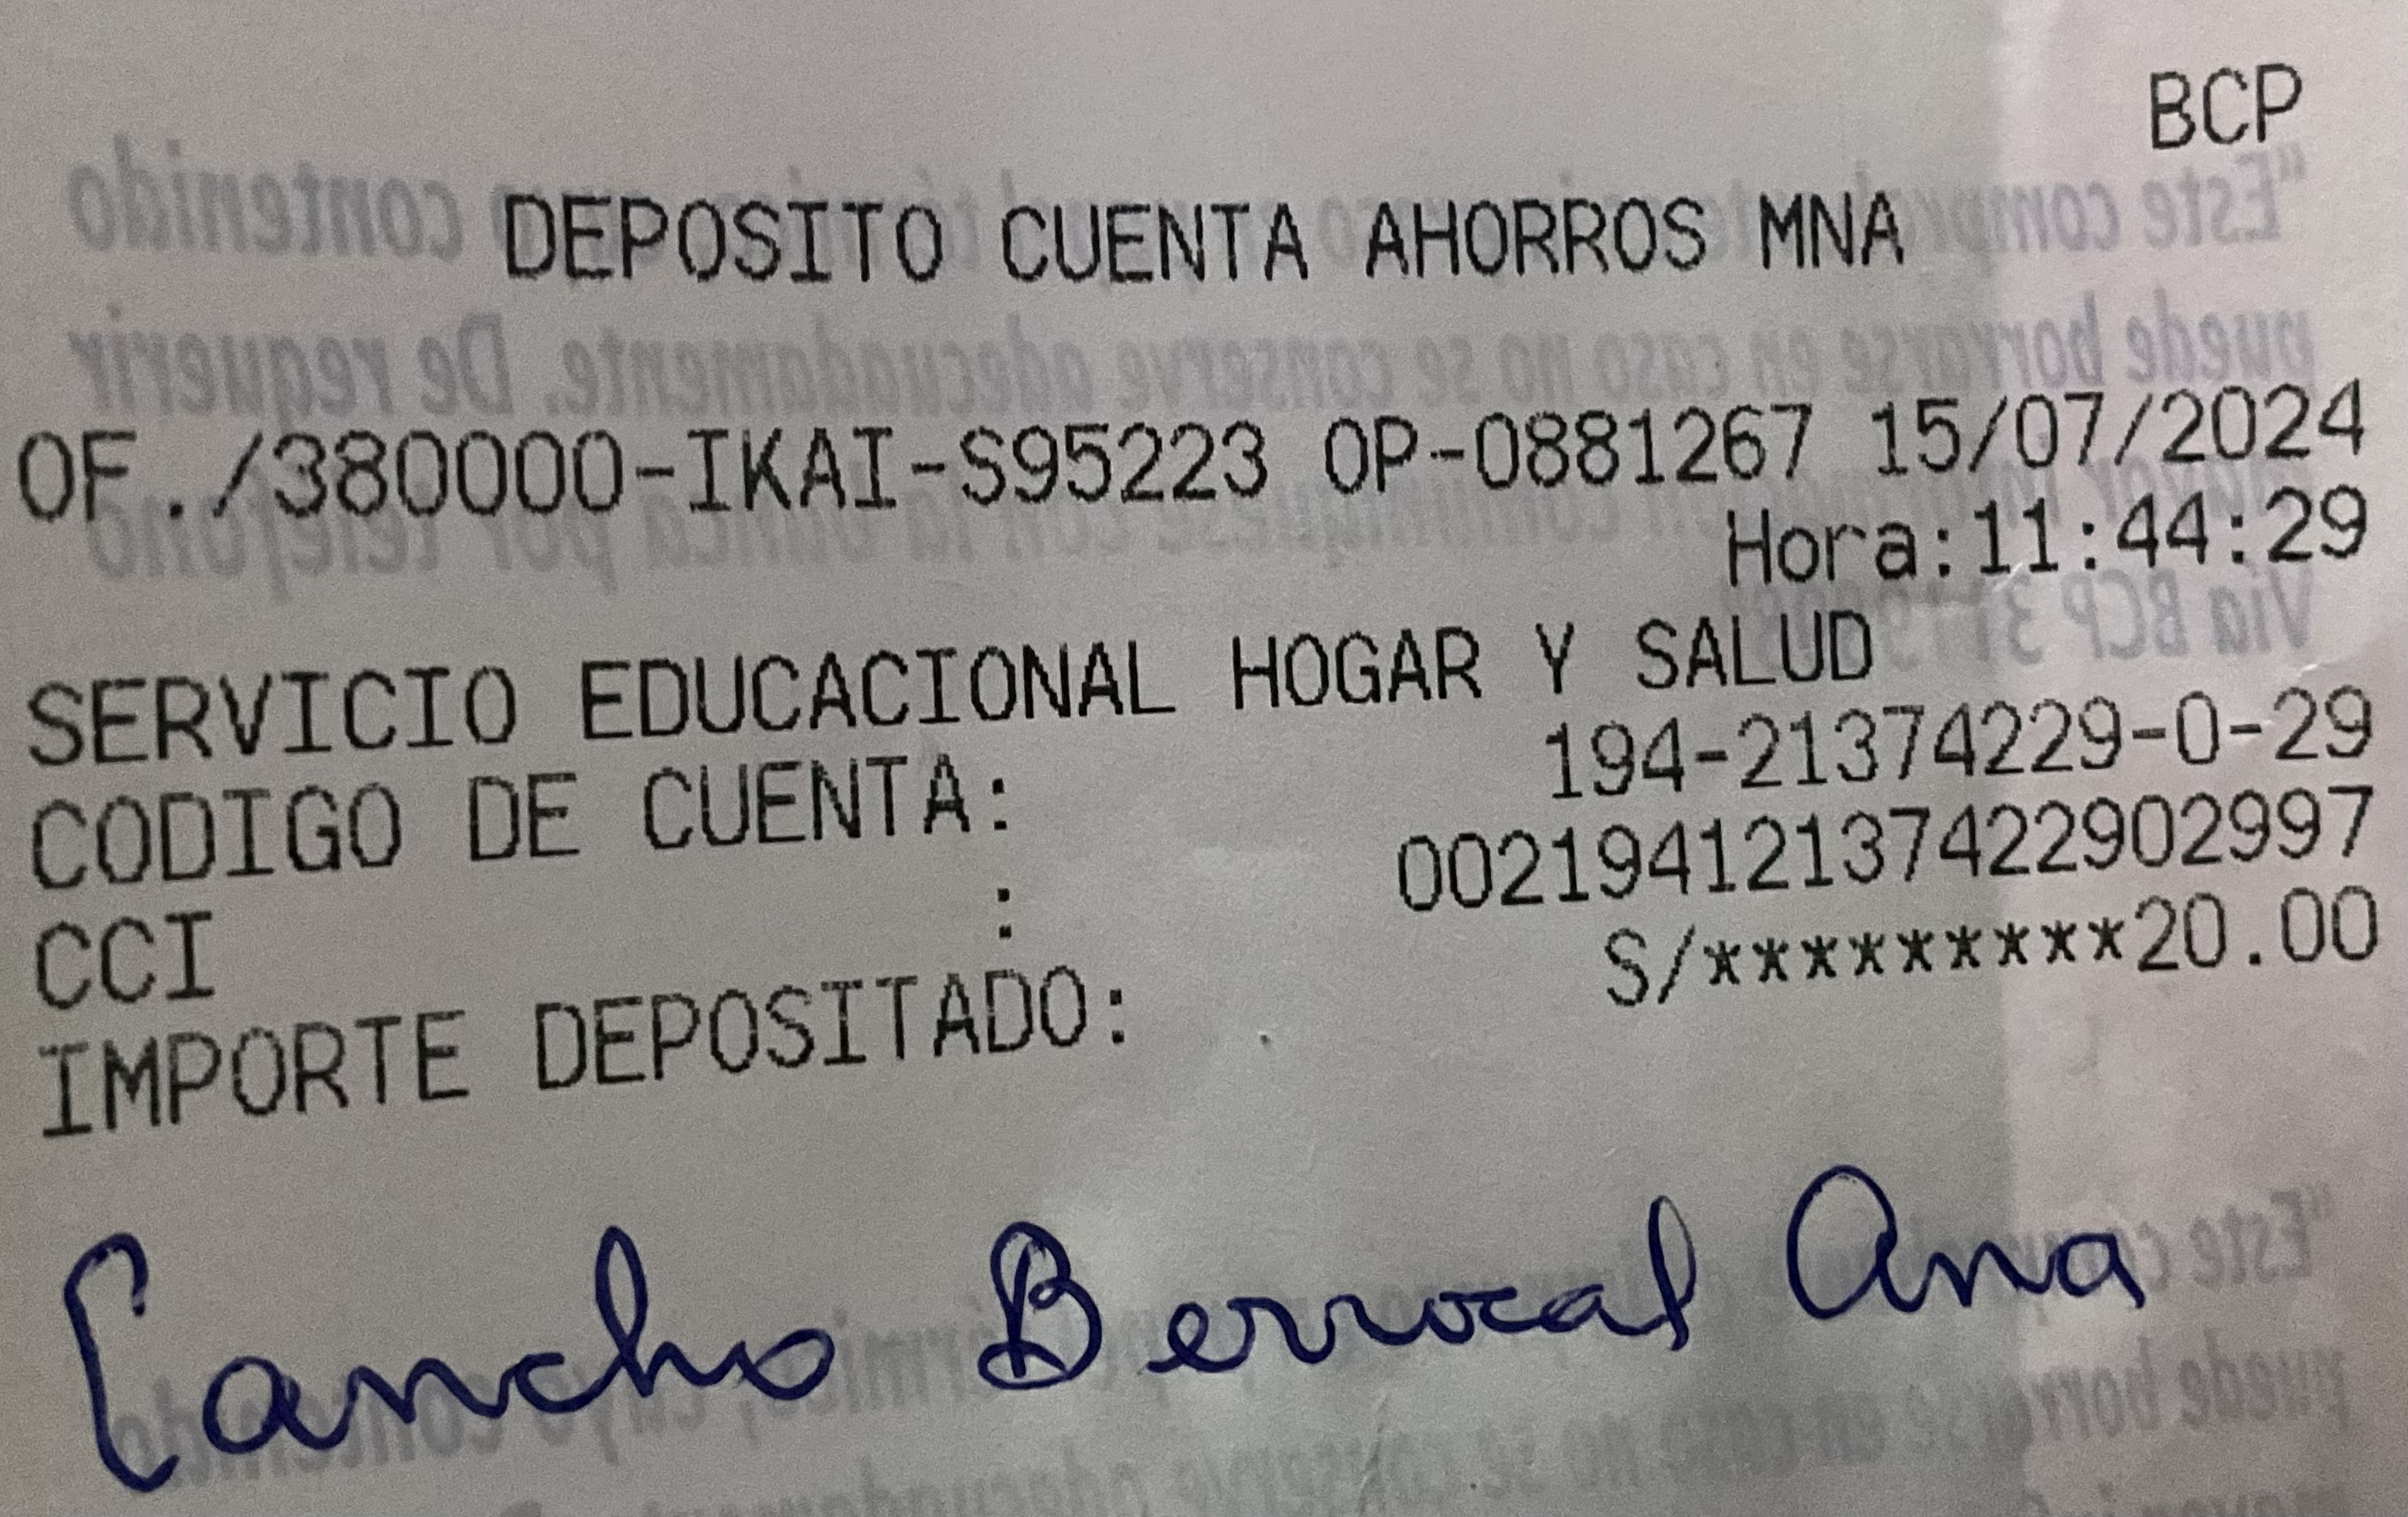 BCP
DEPOSITO CUENTA AHORROS MNA
OF./380000-IKAI-S95223 OP-0881267 15/07/2024
Hora:11:44:29
SERVICIO EDUCACIONAL HOGAR Y SALUD
CODIGO DE CUENTA: 194-21374229-0-29
CCI : 00219412137422902997
IMPORTE DEPOSITADO: S/*********20.00
Cancho Berrocal Ana